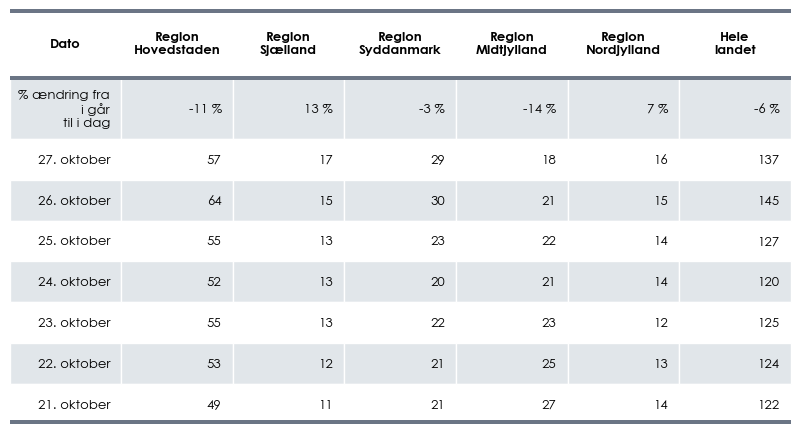 Dato Region Hovedstaden Region Sjælland Region Syddanmark Region Midtjylland Region Nordjylland Hele landet
% ændring fra i går til i dag -11 % 13 % -3 % -14 % 7 % -6 %
27. oktober 57 17 29 18 16 137
26. oktober 64 15 30 21 15 145
25. oktober 55 13 23 22 14 127
24. oktober 52 13 20 21 14 120
23. oktober 55 13 22 23 12 125
22. oktober 53 12 21 25 13 124
21. oktober 49 11 21 27 14 122